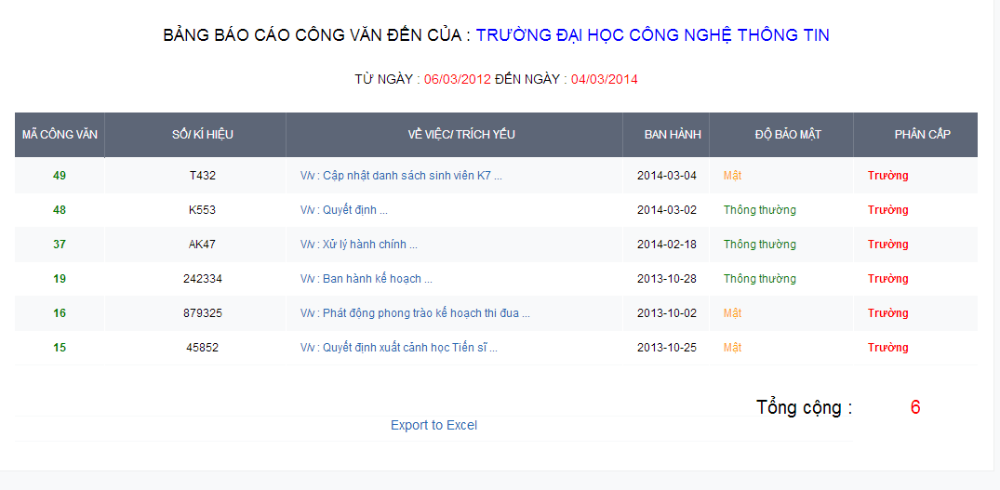 BẢNG BÁO CÁO CÔNG VĂN ĐẾN CỦA : TRƯỜNG ĐẠI HỌC CÔNG NGHỆ THÔNG TIN
TỪ NGÀY : 06/03/2012 ĐẾN NGÀY : 04/03/2014
MÃ CÔNG VĂN SỐ/ KÍ HIỆU VỀ VIỆC/ TRÍCH YẾU BAN HÀNH ĐỘ BẢO MẬT PHÂN CẤP
49 T432 V/v : Cập nhật danh sách sinh viên K7 ... 2014-03-04 Mật Trường
48 K553 V/v : Quyết định ... 2014-03-02 Thông thường Trường
37 AK47 V/v : Xử lý hành chính ... 2014-02-18 Thông thường Trường
19 242334 V/v : Ban hành kế hoạch ... 2013-10-28 Thông thường Trường
16 879325 V/v : Phát động phong trào kế hoạch thi đua ... 2013-10-02 Mật Trường
15 45852 V/v : Quyết định xuất cảnh học Tiến sĩ ... 2013-10-25 Mật Trường
Tổng cộng : 6
Export to Excel